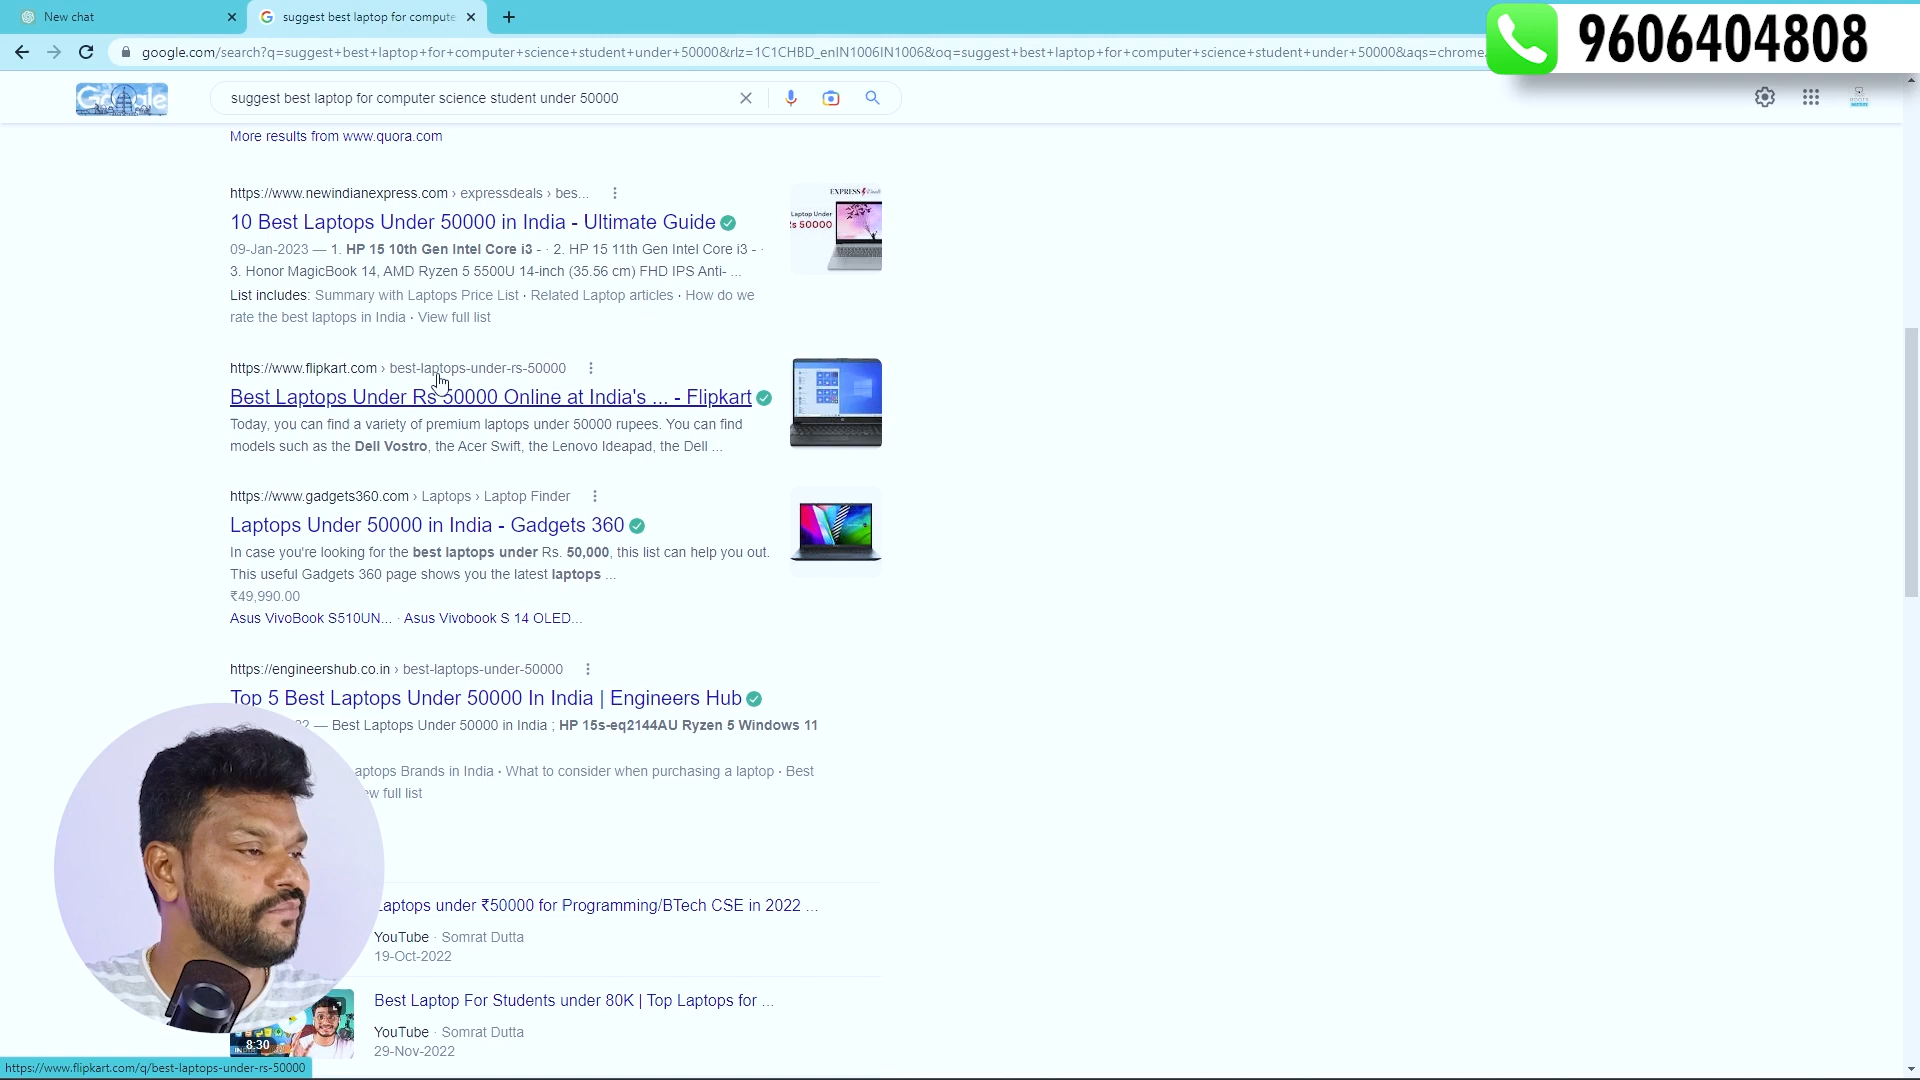 New chat
suggest best laptop for compute
9606404808
google.com/search?q=suggest+best+laptop+for+computer+science+student+under+50000&rlz=1C1CHBD_enIN1006IN1006&oq=suggest+best+laptop+for+computer+science+student+under+50000&aqs=chrome.
Google
suggest best laptop for computer science student under 50000
More results from www.quora.com
https://www.newindianexpress.com › expressdeals › bes...
10 Best Laptops Under 50000 in India - Ultimate Guide
09-Jan-2023 — 1. HP 15 10th Gen Intel Core i3 - · 2. HP 15 11th Gen Intel Core i3 - ·
3. Honor MagicBook 14, AMD Ryzen 5 5500U 14-inch (35.56 cm) FHD IPS Anti- ...
List includes: Summary with Laptops Price List · Related Laptop articles · How do we
rate the best laptops in India · View full list
EXPRESS
Laptop Under
Rs 50000
https://www.flipkart.com › best-laptops-under-rs-50000
Best Laptops Under Rs 50000 Online at India's ... - Flipkart
Today, you can find a variety of premium laptops under 50000 rupees. You can find
models such as the Dell Vostro, the Acer Swift, the Lenovo Ideapad, the Dell ...
https://www.gadgets360.com › Laptops › Laptop Finder
Laptops Under 50000 in India - Gadgets 360
In case you're looking for the best laptops under Rs. 50,000, this list can help you out.
This useful Gadgets 360 page shows you the latest laptops ...
₹49,990.00
Asus VivoBook S510UN... · Asus Vivobook S 14 OLED...
https://engineershub.co.in › best-laptops-under-50000
Top 5 Best Laptops Under 50000 In India | Engineers Hub
22 — Best Laptops Under 50000 in India ; HP 15s-eq2144AU Ryzen 5 Windows 11
aptops Brands in India · What to consider when purchasing a laptop · Best
ew full list
Laptops under ₹50000 for Programming/BTech CSE in 2022 ...
YouTube · Somrat Dutta
19-Oct-2022
Best Laptop For Students under 80K | Top Laptops for ...
YouTube · Somrat Dutta
29-Nov-2022
8:30
https://www.flipkart.com/q/best-laptops-under-rs-50000